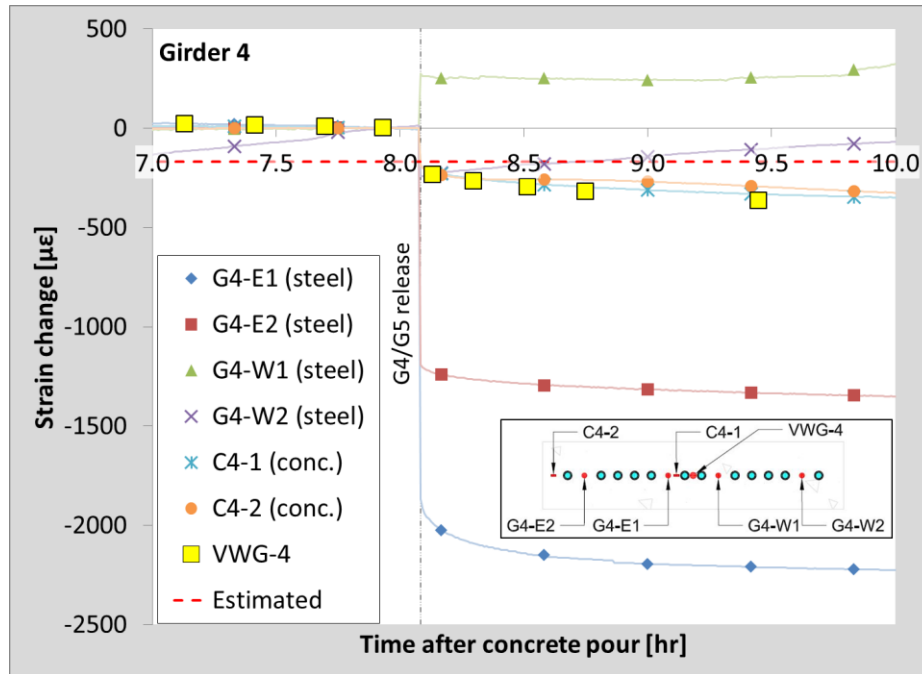 Girder 4
500
0
-500
-1000
-1500
-2000
-2500
Strain change [µε]
7.0 7.5 8.0 8.5 9.0 9.5 10.0
Time after concrete pour [hr]
G4/G5 release
G4-E1 (steel)
G4-E2 (steel)
G4-W1 (steel)
G4-W2 (steel)
C4-1 (conc.)
C4-2 (conc.)
VWG-4
Estimated
C4-2 C4-1 VWG-4
G4-E2 G4-E1 G4-W1 G4-W2